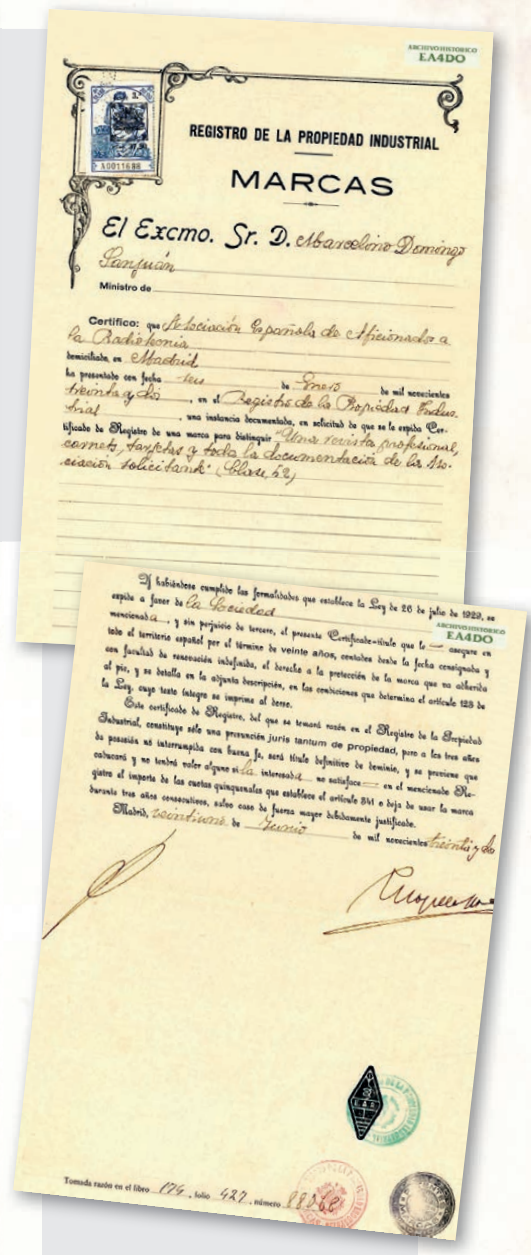 ARCHIVO HISTORICO
EA4DO
A0011688
REGISTRO DE LA PROPIEDAD INDUSTRIAL
MARCAS
El Excmo. Sr. D. Marcelino Domingo
Sanjuán
Ministro de
Certifico: que Asociación Española de Aficionados a
la Radiotecnia
domiciliada, en Madrid
ha presentado con fecha seis de Enero de mil novecientos
treinta y dos, en el Registro de la Propiedad Indus-
trial, una instancia documentada, en solicitud de que se le expida Cer-
tificado de Registro de una marca para distinguir "Una revista profesional,
carnets, tarjetas y toda la documentación de la Aso-
ciación solicitante" (Clase, 52)
Y habiéndose cumplido las formalidades que establece la Ley de 26 de julio de 1929, se
expide a favor de la Sociedad
ARCHIVO HISTORICO
EA4DO
mencionada, y sin perjuicio de tercero, el presente Certificado-título que le asegure en
todo el territorio español por el término de veinte años, contados desde la fecha consignada y
con facultad de renovación indefinida, el derecho a la protección de la marca que va adherida
al pie, y se detalla en la adjunta descripción, en las condiciones que determina el artículo 123 de
la Ley, cuyo texto íntegro se imprime al dorso.
Este certificado de Registro, del que se tomará razón en el Registro de la Propiedad
Industrial, constituye sólo una presunción juris tantum de propiedad, pero a los tres años
de posesión no interrumpida con buena fe, será título definitivo de dominio, y se previene que
caducará y no tendrá valor alguno si la interesada no satisface en el mencionado Re-
gistro el importe de las cuotas quinquenales que establece el artículo 341 o deja de usar la marca
durante tres años consecutivos, salvo caso de fuerza mayor debidamente justificado.
Madrid, veintiuno de Junio de mil novecientos treinta y do
Tomada razón en el libro 174, folio 427, número 88068